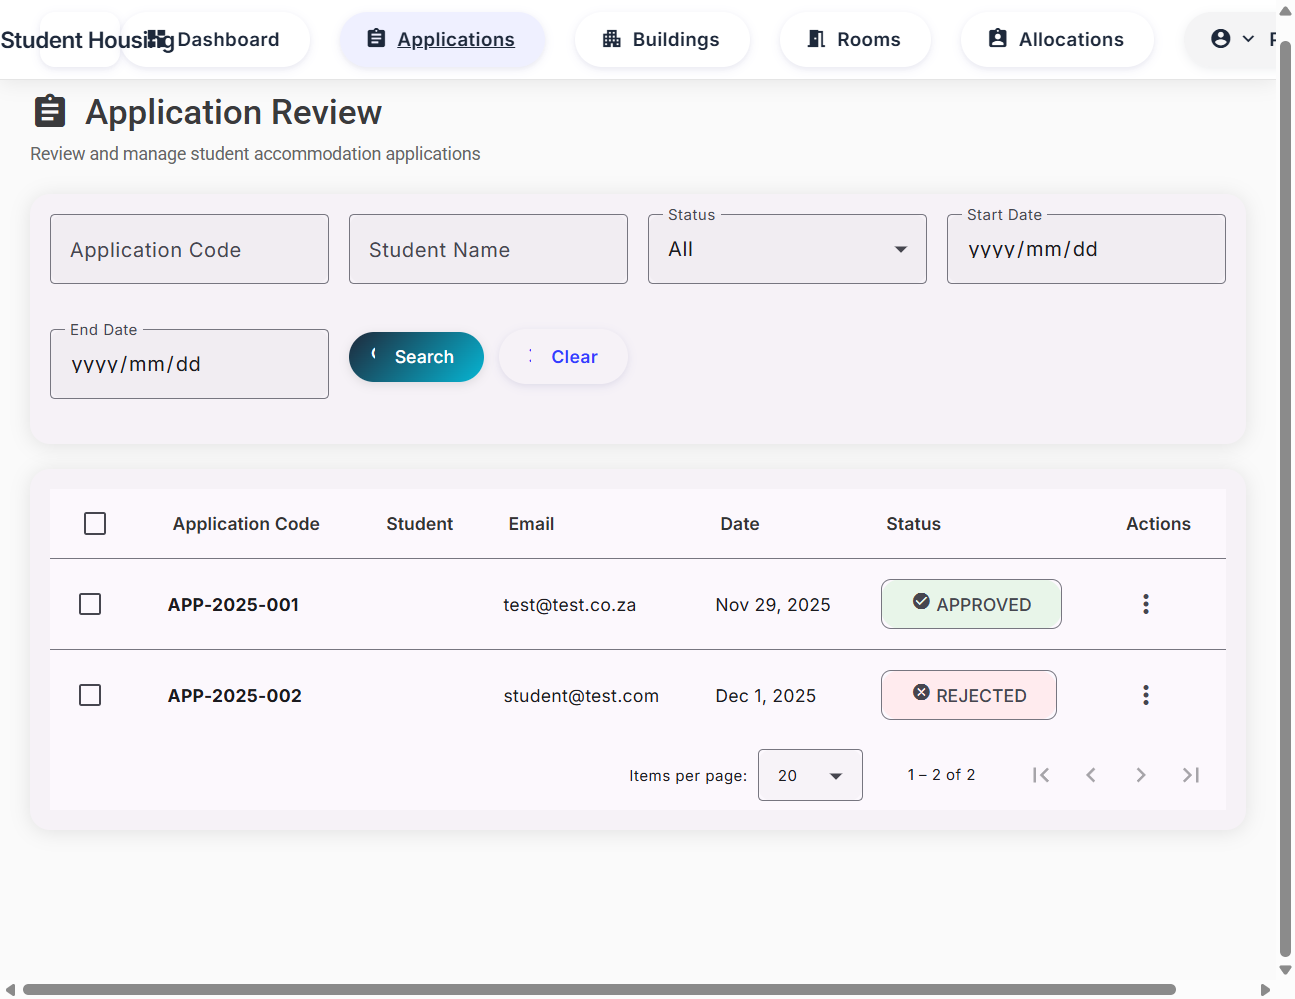 Student Housing Dashboard Applications Buildings Rooms Allocations
Application Review
Review and manage student accommodation applications
Application Code Student Name Status All Start Date yyyy/mm/dd
End Date yyyy/mm/dd Search Clear
Application Code Student Email Date Status Actions
APP-2025-001 test@test.co.za Nov 29, 2025 APPROVED
APP-2025-002 student@test.com Dec 1, 2025 REJECTED
Items per page: 20 1 – 2 of 2